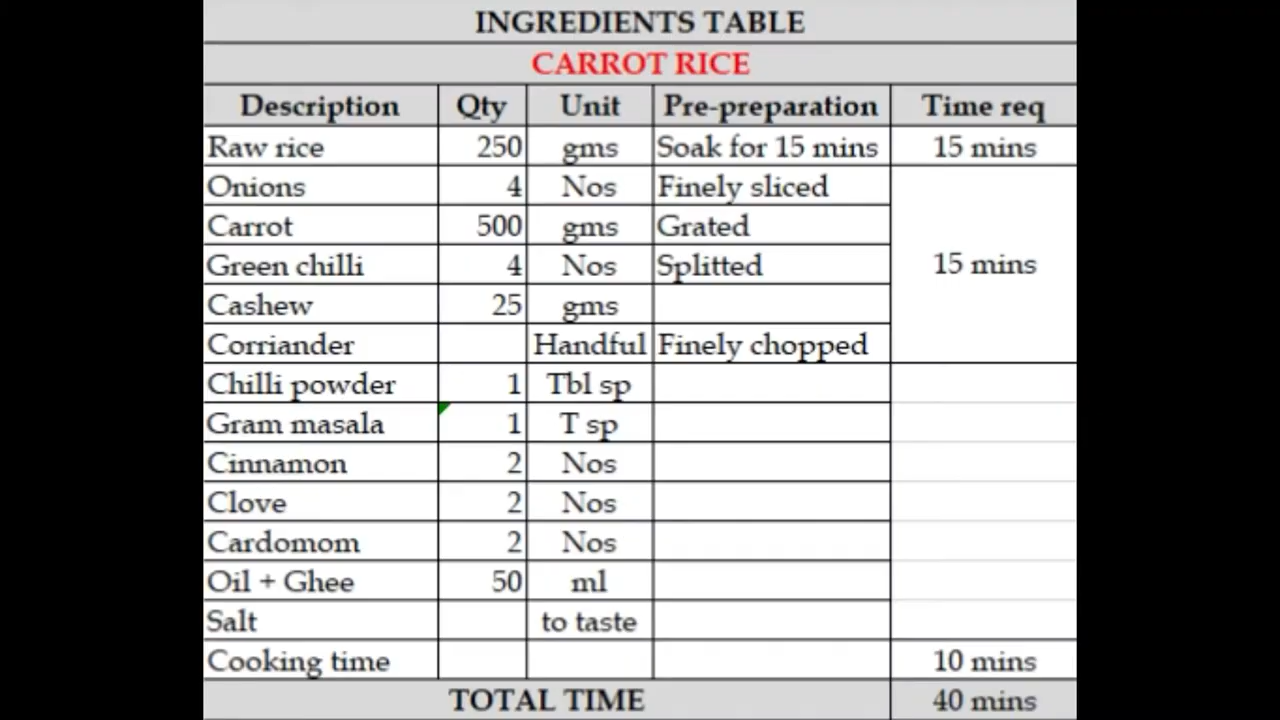 INGREDIENTS TABLE
CARROT RICE
Description Qty Unit Pre-preparation Time req
Raw rice 250 gms Soak for 15 mins 15 mins
Onions 4 Nos Finely sliced
Carrot 500 gms Grated
Green chilli 4 Nos Splitted 15 mins
Cashew 25 gms
Corriander Handful Finely chopped
Chilli powder 1 Tbl sp
Gram masala 1 T sp
Cinnamon 2 Nos
Clove 2 Nos
Cardomom 2 Nos
Oil + Ghee 50 ml
Salt to taste
Cooking time 10 mins
TOTAL TIME 40 mins